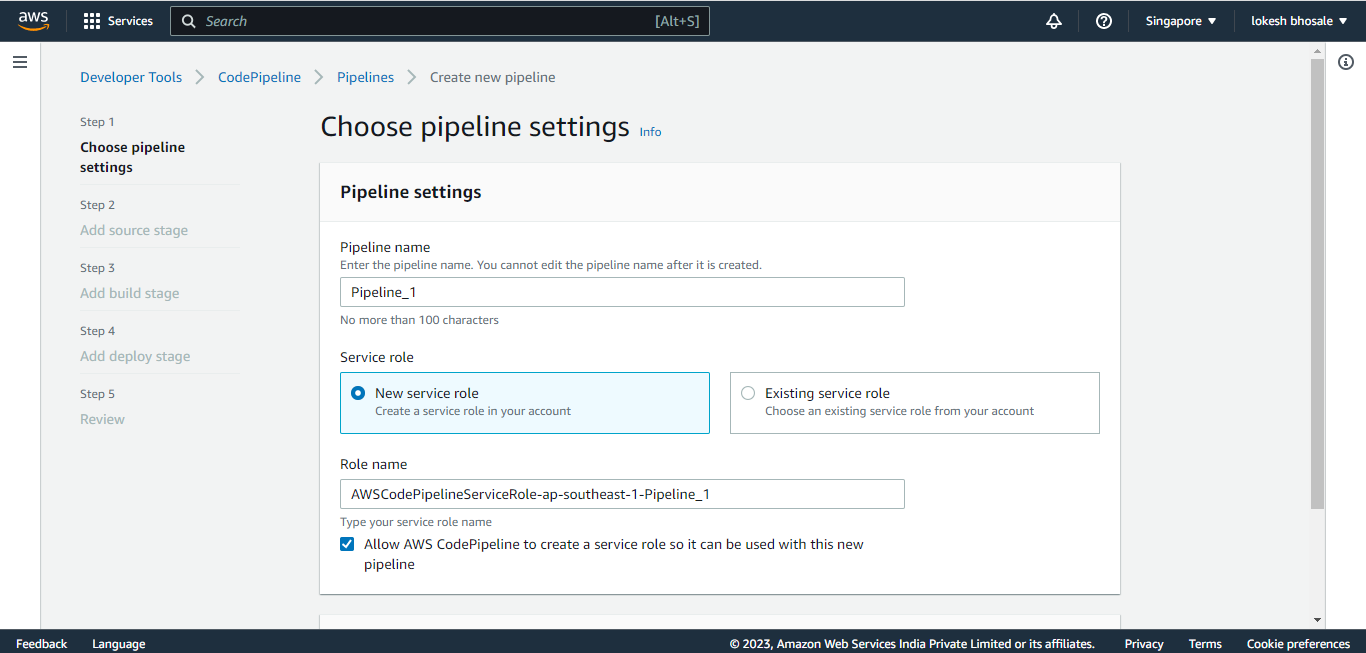 aws
Services
Search
[Alt+S]
Singapore
lokesh bhosale
Developer Tools
CodePipeline
Pipelines
Create new pipeline
Step 1
Choose pipeline
settings
Step 2
Add source stage
Step 3
Add build stage
Step 4
Add deploy stage
Step 5
Review
Choose pipeline settings Info
Pipeline settings
Pipeline name
Enter the pipeline name. You cannot edit the pipeline name after it is created.
Pipeline_1
No more than 100 characters
Service role
New service role
Create a service role in your account
Existing service role
Choose an existing service role from your account
Role name
AWSCodePipelineServiceRole-ap-southeast-1-Pipeline_1
Type your service role name
Allow AWS CodePipeline to create a service role so it can be used with this new
pipeline
Feedback
Language
© 2023, Amazon Web Services India Private Limited or its affiliates.
Privacy
Terms
Cookie preferences